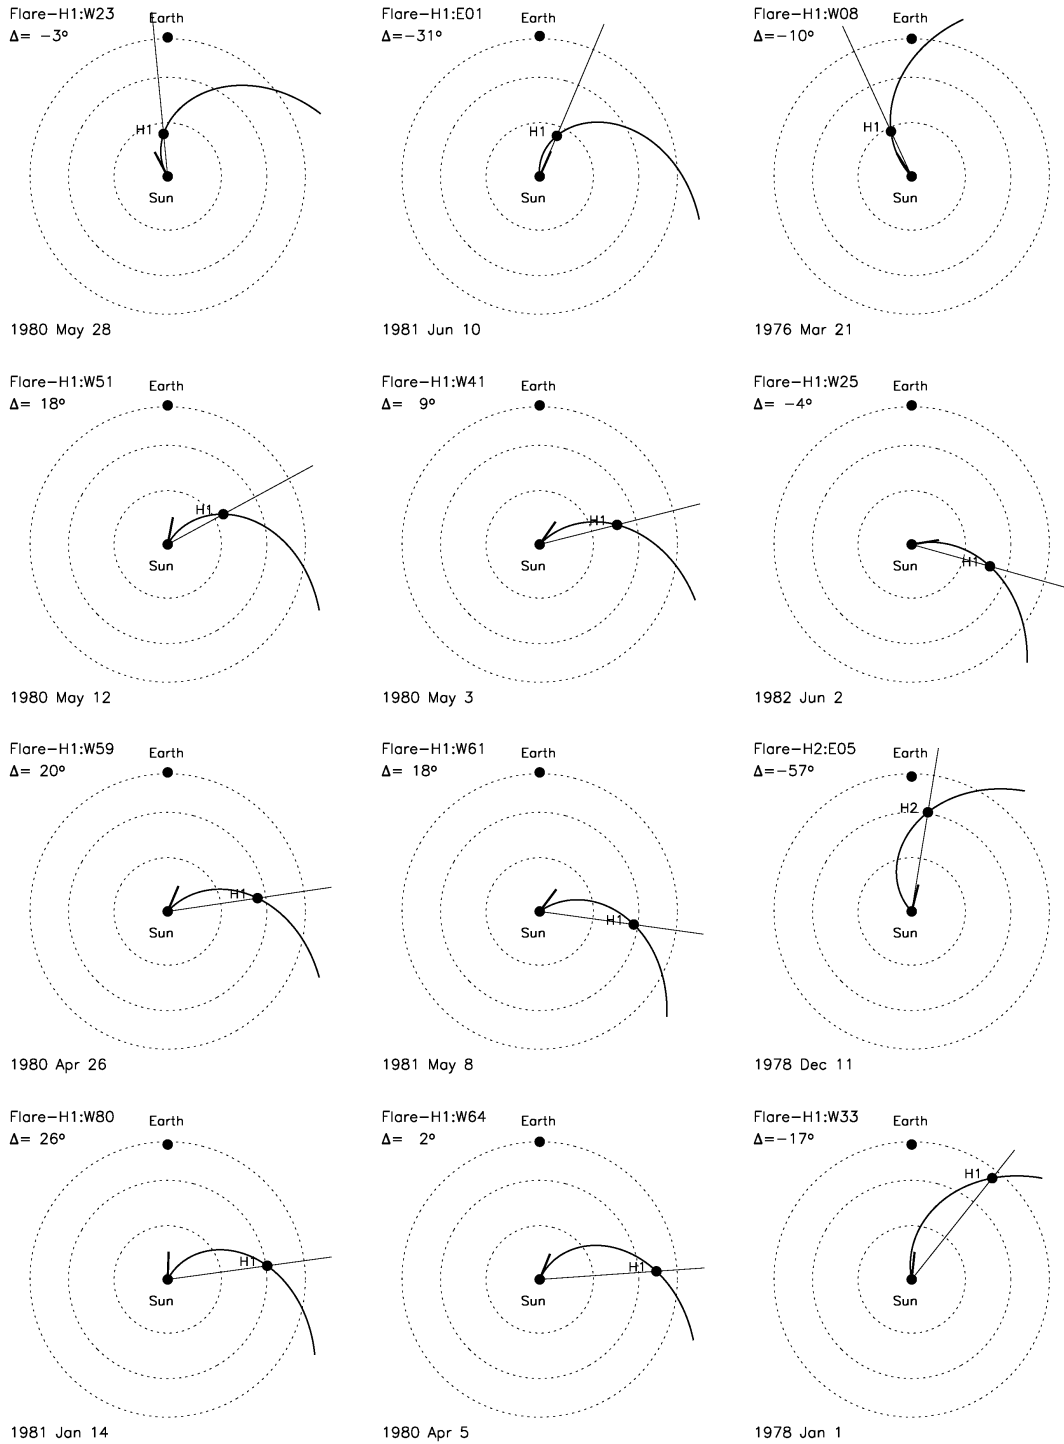 Flare-H1:W23
Δ= -3°
Earth
H1
Sun
1980 May 28
Flare-H1:E01
Δ=-31°
Earth
H1
Sun
1981 Jun 10
Flare-H1:W08
Δ=-10°
Earth
H1
Sun
1976 Mar 21
Flare-H1:W51
Δ= 18°
Earth
H1
Sun
1980 May 12
Flare-H1:W41
Δ= 9°
Earth
H1
Sun
1980 May 3
Flare-H1:W25
Δ= -4°
Earth
H1
Sun
1982 Jun 2
Flare-H1:W59
Δ= 20°
Earth
H1
Sun
1980 Apr 26
Flare-H1:W61
Δ= 18°
Earth
H1
Sun
1981 May 8
Flare-H2:E05
Δ=-57°
Earth
H2
Sun
1978 Dec 11
Flare-H1:W80
Δ= 26°
Earth
H1
Sun
1981 Jan 14
Flare-H1:W64
Δ= 2°
Earth
H1
Sun
1980 Apr 5
Flare-H1:W33
Δ=-17°
Earth
H1
Sun
1978 Jan 1